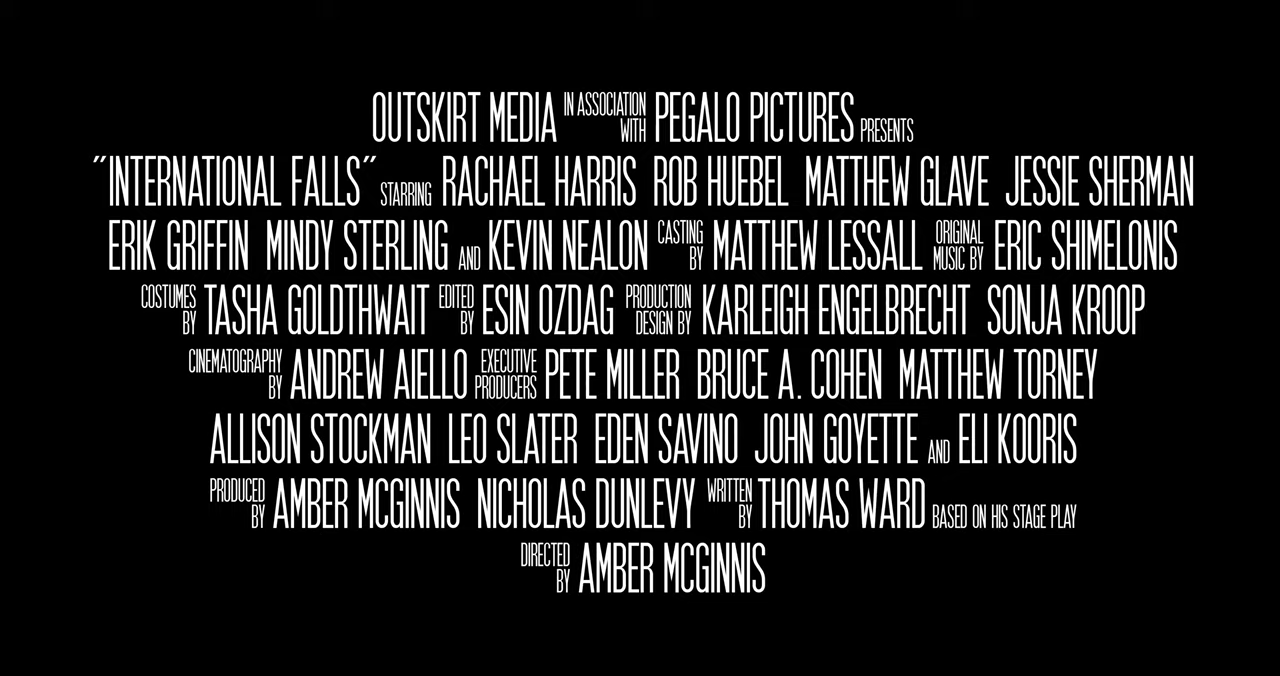 OUTSKIRT MEDIA IN ASSOCIATION WITH PEGALO PICTURES PRESENTS
"INTERNATIONAL FALLS" STARRING RACHAEL HARRIS ROB HUEBEL MATTHEW GLAVE JESSIE SHERMAN
ERIK GRIFFIN MINDY STERLING AND KEVIN NEALON CASTING BY MATTHEW LESSALL ORIGINAL MUSIC BY ERIC SHIMELONIS
COSTUMES BY TASHA GOLDTHWAIT EDITED BY ESIN OZDAG PRODUCTION DESIGN BY KARLEIGH ENGELBRECHT SONJA KROOP
CINEMATOGRAPHY BY ANDREW AIELLO EXECUTIVE PRODUCERS PETE MILLER BRUCE A. COHEN MATTHEW TORNEY
ALLISON STOCKMAN LEO SLATER EDEN SAVINO JOHN GOYETTE AND ELI KOORIS
PRODUCED BY AMBER MCGINNIS NICHOLAS DUNLEVY WRITTEN BY THOMAS WARD BASED ON HIS STAGE PLAY
DIRECTED BY AMBER MCGINNIS